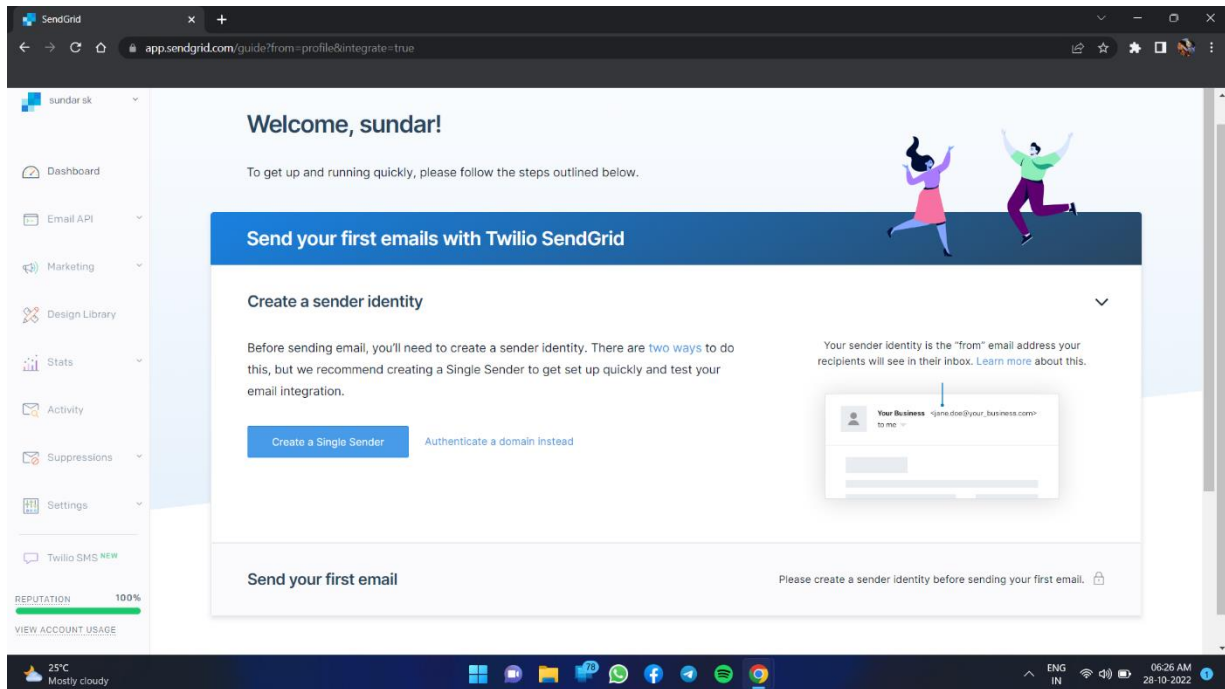 SendGrid
app.sendgrid.com/guide?from=profile&integrate=true
sundar sk
Dashboard
Email API
Marketing
Design Library
Stats
Activity
Suppressions
Settings
Twilio SMS NEW
REPUTATION 100%
VIEW ACCOUNT USAGE
Welcome, sundar!
To get up and running quickly, please follow the steps outlined below.
Send your first emails with Twilio SendGrid
Create a sender identity
Before sending email, you'll need to create a sender identity. There are two ways to do
this, but we recommend creating a Single Sender to get set up quickly and test your
email integration.
Create a Single Sender
Authenticate a domain instead
Your sender identity is the "from" email address your
recipients will see in their inbox. Learn more about this.
Your Business <jane.doe@your_business.com>
to me
Send your first email
Please create a sender identity before sending your first email.
25°C
Mostly cloudy
78
ENG
IN
06:26 AM
28-10-2022
1